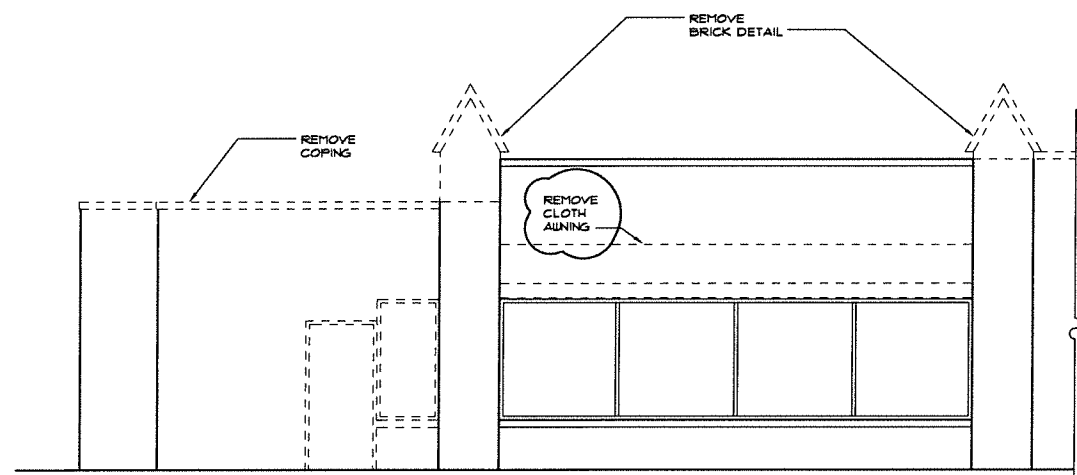 REMOVE
BRICK DETAIL
REMOVE
COPING
REMOVE
CLOTH
AWNING